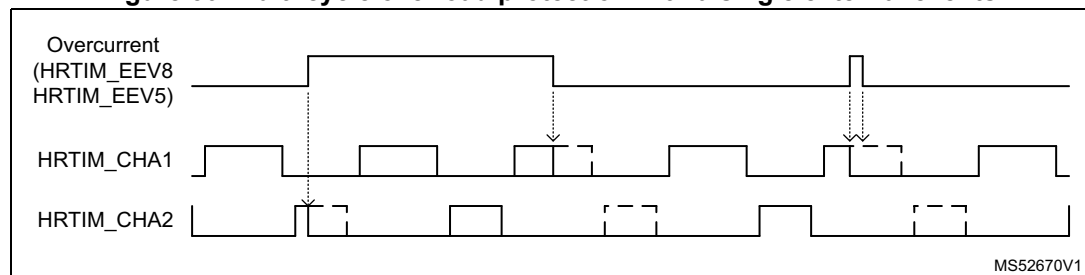 Overcurrent
(HRTIM_EEV8
HRTIM_EEV5)
HRTIM_CHA1
HRTIM_CHA2
MS52670V1